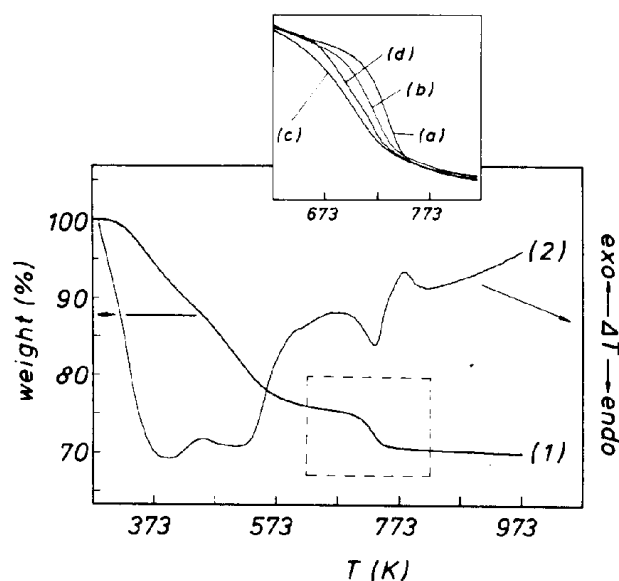 (d)
(b)
(c)
(a)
673 773
100
90
80
70
weight (%)
(2)
(1)
exo ← ΔT → endo
373 573 773 973
T (K)